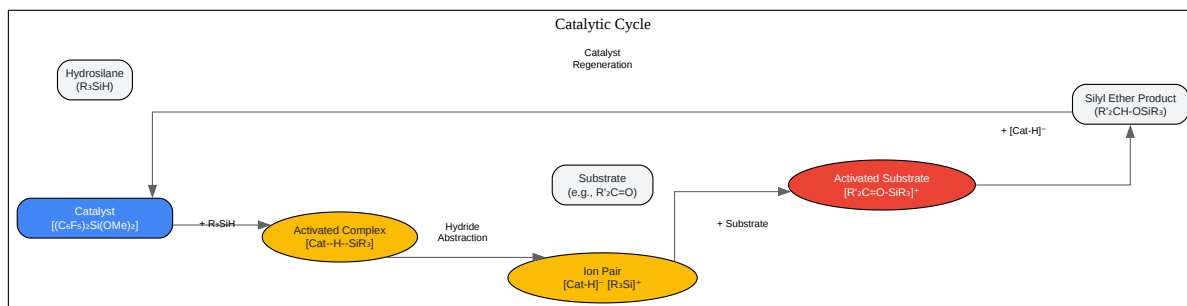 Catalytic Cycle
Catalyst
Regeneration
Hydrosilane
(R₃SiH)
Silyl Ether Product
(R'₂CH-OSiR₃)
+ [Cat-H]⁻
Substrate
(e.g., R'₂C=O)
Activated Substrate
[R'₂C=O-SiR₃]⁺
Catalyst
[(C₆F₅)₂Si(OMe)₂]
+ R₃SiH
Activated Complex
[Cat--H--SiR₃]
Hydride
Abstraction
+ Substrate
Ion Pair
[Cat-H]⁻ [R₃Si]⁺